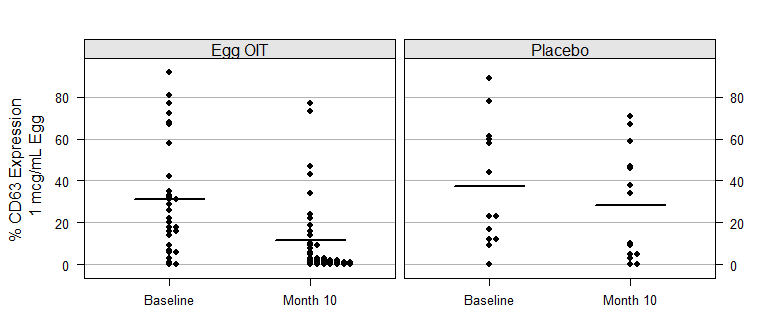 Egg OIT
Placebo
% CD63 Expression
1 mcg/mL Egg
80
60
40
20
0
80
60
40
20
0
Baseline
Month 10
Baseline
Month 10